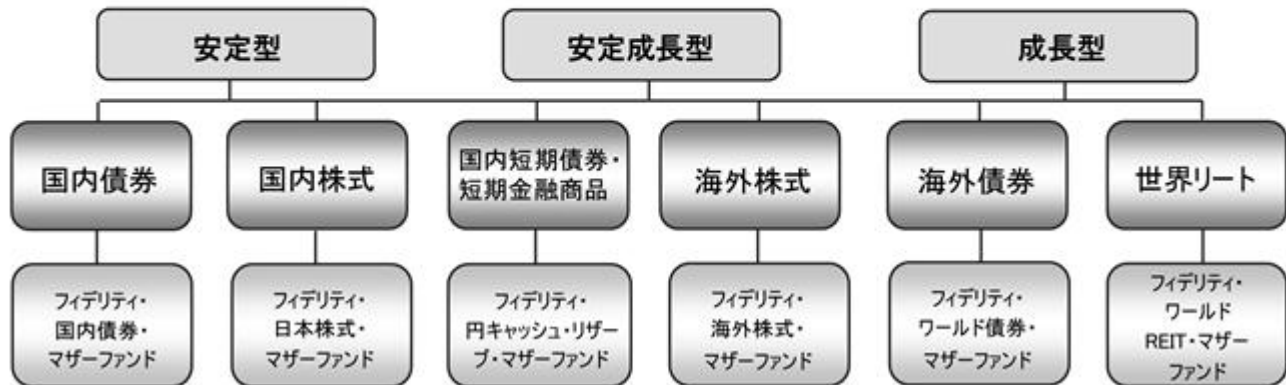 安定型
安定成長型
成長型
国内債券
国内株式
国内短期債券・
短期金融商品
海外株式
海外債券
世界リート
フィデリティ・
国内債券・
マザーファンド
フィデリティ・
日本株式・
マザーファンド
フィデリティ・
円キャッシュ・リザー
ブ・マザーファンド
フィデリティ・
海外株式・
マザーファンド
フィデリティ・
ワールド債券・
マザーファンド
フィデリティ・
ワールド
REIT・マザー
ファンド